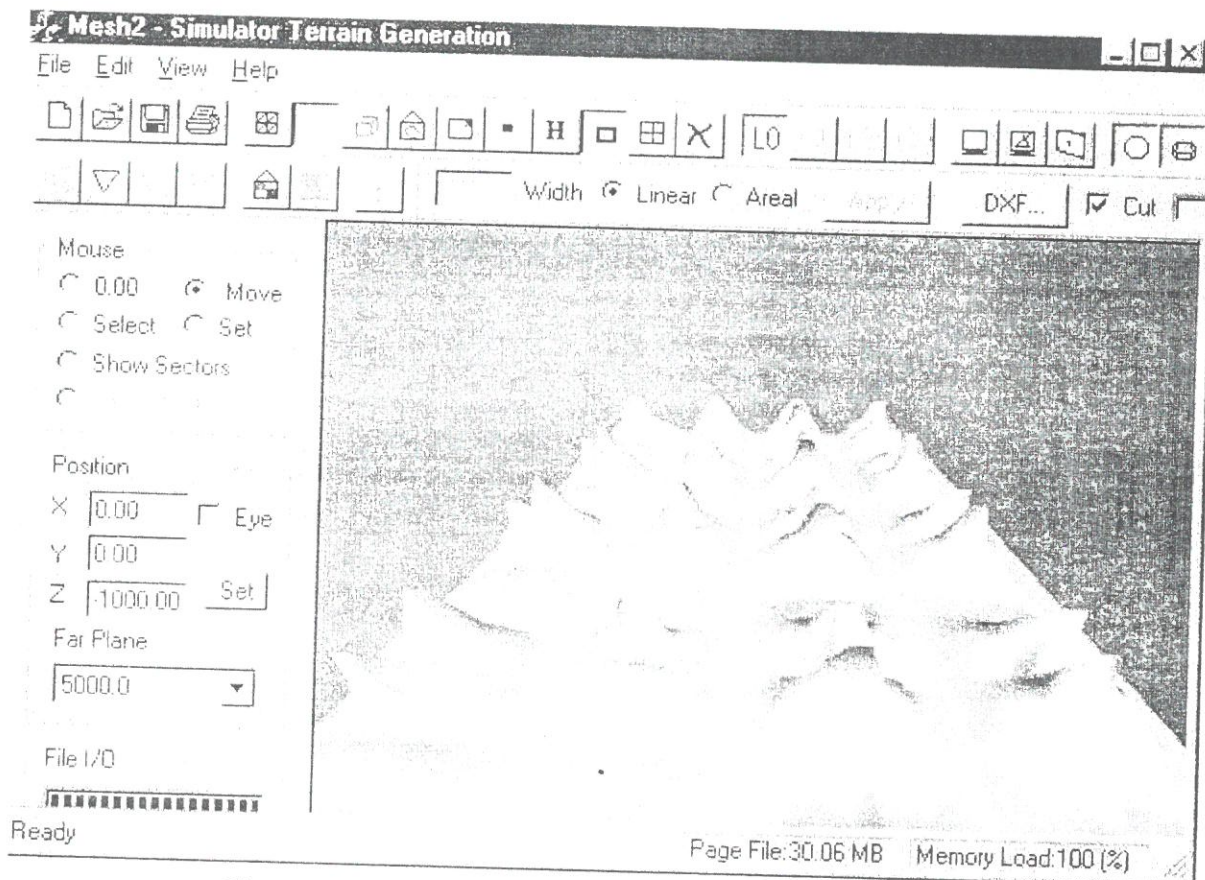 Mesh2 - Simulator Terrain Generation
File Edit View Help
H LO
Width Linear Areal Apply DXF... Cut
Mouse
0.00 Move
Select Set
Show Sectors
Position
X 0.00 Eye
Y 0.00
Z -1000.00 Set
Far Plane
5000.0
File I/O
Ready Page File:30.06 MB Memory Load:100 (%)